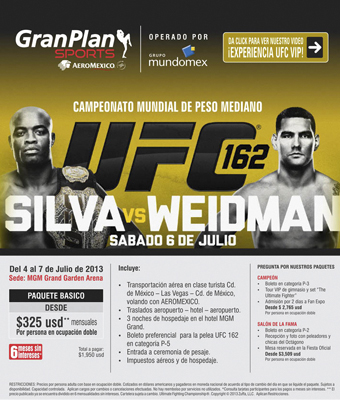 GranPlan
SPORTS
AEROMEXICO.
OPERADO POR
GRUPO
mundomex
DA CLICK PARA VER NUESTRO VIDEO
¡EXPERIENCIA UFC VIP!
CAMPEONATO MUNDIAL DE PESO MEDIANO
UFC 162
SILVA VS WEIDMAN
SABADO 6 DE JULIO
Del 4 al 7 de Julio de 2013
Sede: MGM Grand Garden Arena
PAQUETE BASICO
DESDE
$325 usd** mensuales
Por persona en ocupación doble
6 meses sin intereses*
Total a pagar:
$1,950 usd
Incluye:
• Transportación aérea en clase turista Cd. de México – Las Vegas – Cd. de México, volando con AEROMEXICO.
• Traslados aeropuerto – hotel – aeropuerto.
• 3 noches de hospedaje en el hotel MGM Grand.
• Boleto preferencial para la pelea UFC 162 en categoría P-5
• Entrada a ceremonia de pesaje.
• Impuestos aéreos y de hospedaje.
PREGUNTA POR NUESTROS PAQUETES
CAMPEÓN
• Boleto en categoría P-3
• Tour VIP de gimnasio y set "The Ultimate Fighter"
• Admisión por 2 días a Fan Expo
Desde $ 2,765 usd
por persona en ocupación doble
SALÓN DE LA FAMA
• Boleto en categoría P-2
• Recepción y foto con peleadores y chicas del Octágono
• Mesa reservada en la Fiesta Oficial
Desde $3,509 usd
por persona en ocupación doble